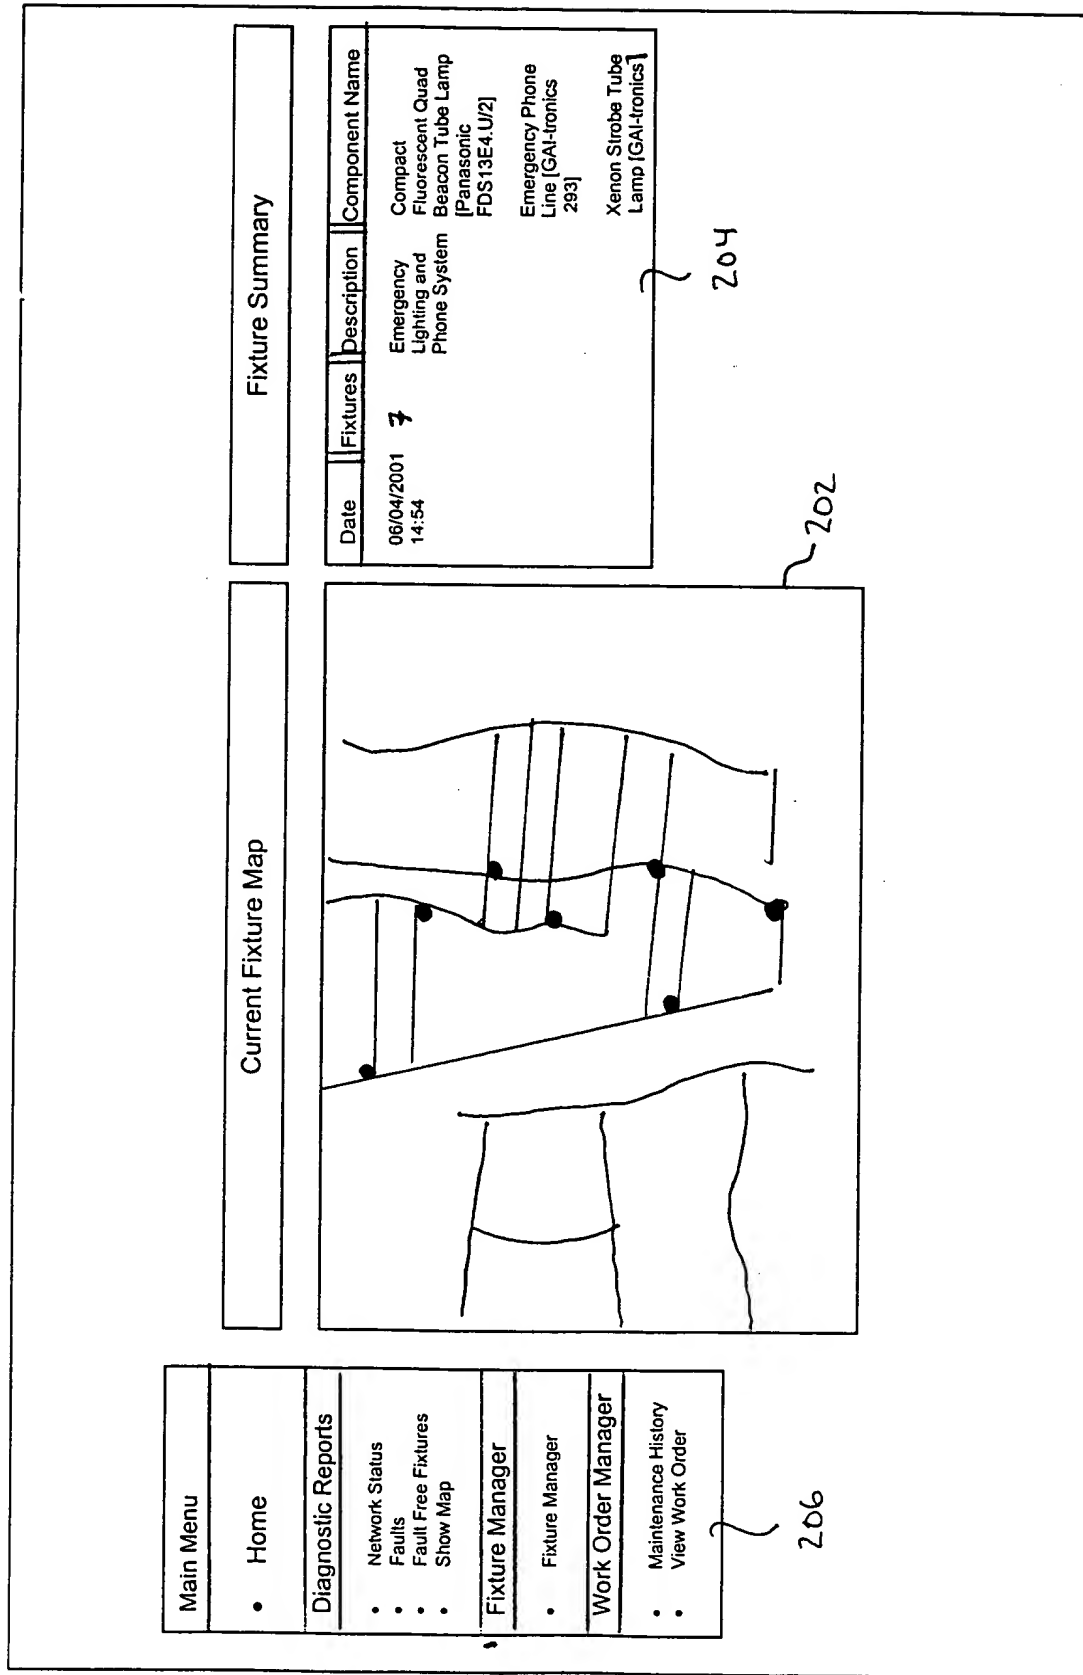 Main Menu
• Home
Diagnostic Reports
• Network Status
• Faults
• Fault Free Fixtures
• Show Map
Fixture Manager
• Fixture Manager
Work Order Manager
• Maintenance History
• View Work Order
206
Current Fixture Map
202
Fixture Summary
Date Fixtures Description Component Name
06/04/2001
14:54
7
Emergency
Lighting and
Phone System
Compact
Fluorescent Quad
Beacon Tube Lamp
[Panasonic
FDS13E4.U/2]
Emergency Phone
Line [GAI-tronics
293]
Xenon Strobe Tube
Lamp [GAI-tronics]
204